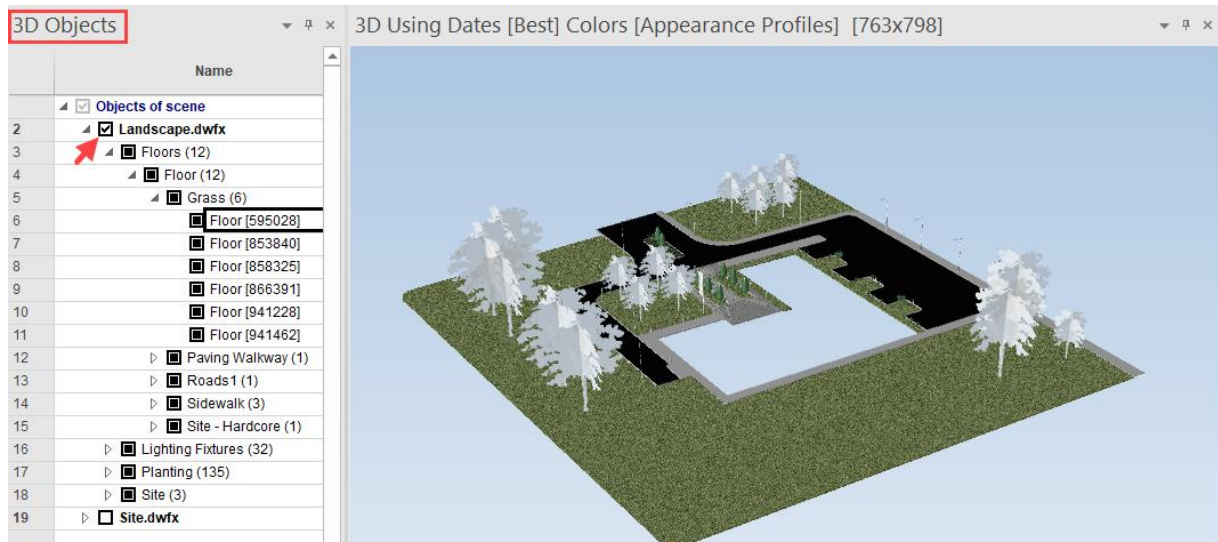 3D Objects
3D Using Dates [Best] Colors [Appearance Profiles] [763x798]
Name
Objects of scene
2 Landscape.dwfx
3 Floors (12)
4 Floor (12)
5 Grass (6)
6 Floor [595028]
7 Floor [853840]
8 Floor [858325]
9 Floor [866391]
10 Floor [941228]
11 Floor [941462]
12 Paving Walkway (1)
13 Roads1 (1)
14 Sidewalk (3)
15 Site - Hardcore (1)
16 Lighting Fixtures (32)
17 Planting (135)
18 Site (3)
19 Site.dwfx